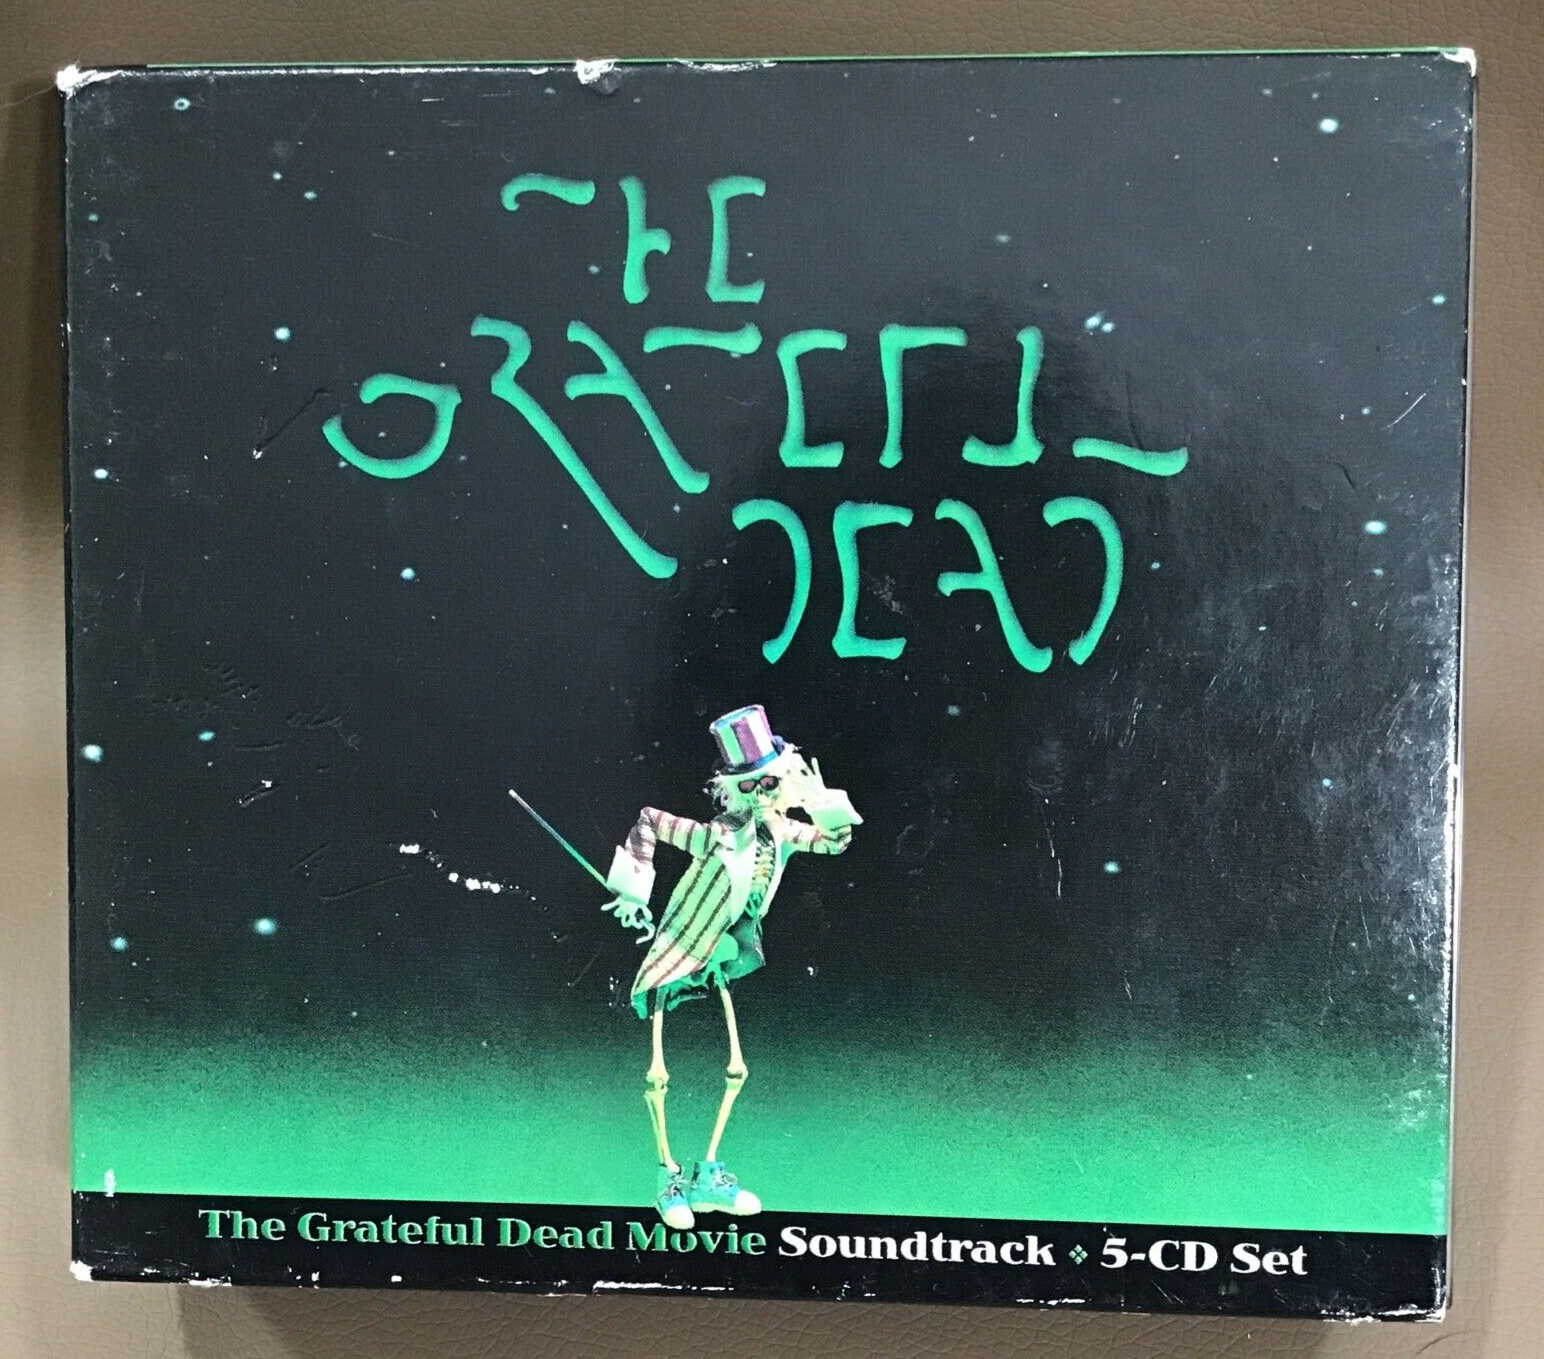 THE
GRATEFUL
DEAD
The Grateful Dead Movie Soundtrack ❖ 5-CD Set